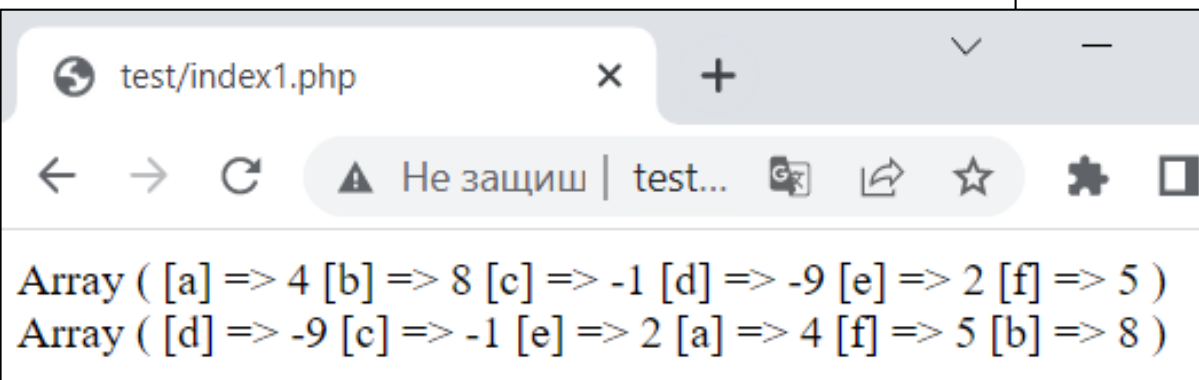 test/index1.php
Не защищ | test...
Array ( [a] => 4 [b] => 8 [c] => -1 [d] => -9 [e] => 2 [f] => 5 )
Array ( [d] => -9 [c] => -1 [e] => 2 [a] => 4 [f] => 5 [b] => 8 )